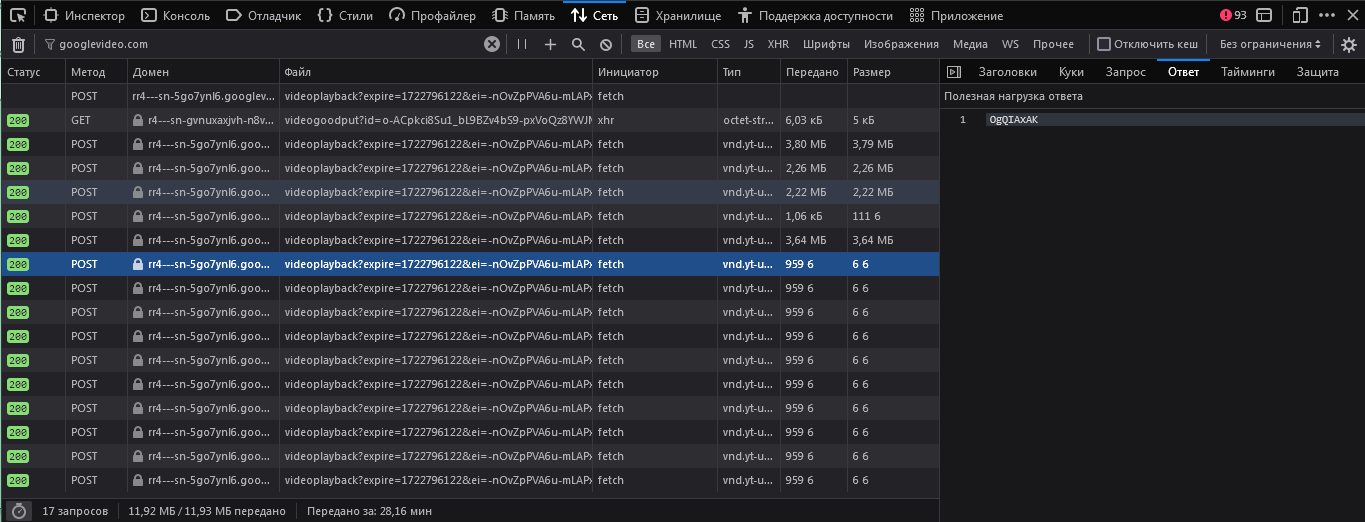 Инспектор Консоль Отладчик Стили Профайлер Память Сеть Хранилище Поддержка доступности Приложение 93
googlevideo.com Все HTML CSS JS XHR Шрифты Изображения Медиа WS Прочее Отключить кеш Без ограничения
Статус Метод Домен Файл Инициатор Тип Передано Размер Заголовки Куки Запрос Ответ Тайминги Защита
POST rr4---sn-5go7ynl6.googlev... videoplayback?expire=1722796122&ei=-nOvZpPVA6u-mLAPx fetch Полезная нагрузка ответа
200 GET r4---sn-gvnuxaxjvh-n8v... videogoodput?id=o-ACpkci8Su1_bL9BZv4bS9-pxVoQz8YWJM xhr octet-str... 6,03 кБ 5 кБ 1 OgQIAxAK
200 POST rr4---sn-5go7ynl6.goo... videoplayback?expire=1722796122&ei=-nOvZpPVA6u-mLAPx fetch vnd.yt-u... 3,80 МБ 3,79 МБ
200 POST rr4---sn-5go7ynl6.goo... videoplayback?expire=1722796122&ei=-nOvZpPVA6u-mLAPx fetch vnd.yt-u... 2,26 МБ 2,26 МБ
200 POST rr4---sn-5go7ynl6.goo... videoplayback?expire=1722796122&ei=-nOvZpPVA6u-mLAPx fetch vnd.yt-u... 2,22 МБ 2,22 МБ
200 POST rr4---sn-5go7ynl6.goo... videoplayback?expire=1722796122&ei=-nOvZpPVA6u-mLAPx fetch vnd.yt-u... 1,06 кБ 111 б
200 POST rr4---sn-5go7ynl6.goo... videoplayback?expire=1722796122&ei=-nOvZpPVA6u-mLAPx fetch vnd.yt-u... 3,64 МБ 3,64 МБ
200 POST rr4---sn-5go7ynl6.goo... videoplayback?expire=1722796122&ei=-nOvZpPVA6u-mLAPx fetch vnd.yt-u... 959 б 6 б
200 POST rr4---sn-5go7ynl6.goo... videoplayback?expire=1722796122&ei=-nOvZpPVA6u-mLAPx fetch vnd.yt-u... 959 б 6 б
200 POST rr4---sn-5go7ynl6.goo... videoplayback?expire=1722796122&ei=-nOvZpPVA6u-mLAPx fetch vnd.yt-u... 959 б 6 б
200 POST rr4---sn-5go7ynl6.goo... videoplayback?expire=1722796122&ei=-nOvZpPVA6u-mLAPx fetch vnd.yt-u... 959 б 6 б
200 POST rr4---sn-5go7ynl6.goo... videoplayback?expire=1722796122&ei=-nOvZpPVA6u-mLAPx fetch vnd.yt-u... 959 б 6 б
200 POST rr4---sn-5go7ynl6.goo... videoplayback?expire=1722796122&ei=-nOvZpPVA6u-mLAPx fetch vnd.yt-u... 959 б 6 б
200 POST rr4---sn-5go7ynl6.goo... videoplayback?expire=1722796122&ei=-nOvZpPVA6u-mLAPx fetch vnd.yt-u... 959 б 6 б
200 POST rr4---sn-5go7ynl6.goo... videoplayback?expire=1722796122&ei=-nOvZpPVA6u-mLAPx fetch vnd.yt-u... 959 б 6 б
200 POST rr4---sn-5go7ynl6.goo... videoplayback?expire=1722796122&ei=-nOvZpPVA6u-mLAPx fetch vnd.yt-u... 959 б 6 б
200 POST rr4---sn-5go7ynl6.goo... videoplayback?expire=1722796122&ei=-nOvZpPVA6u-mLAPx fetch vnd.yt-u... 959 б 6 б
17 запросов 11,92 МБ / 11,93 МБ передано Передано за: 28,16 мин